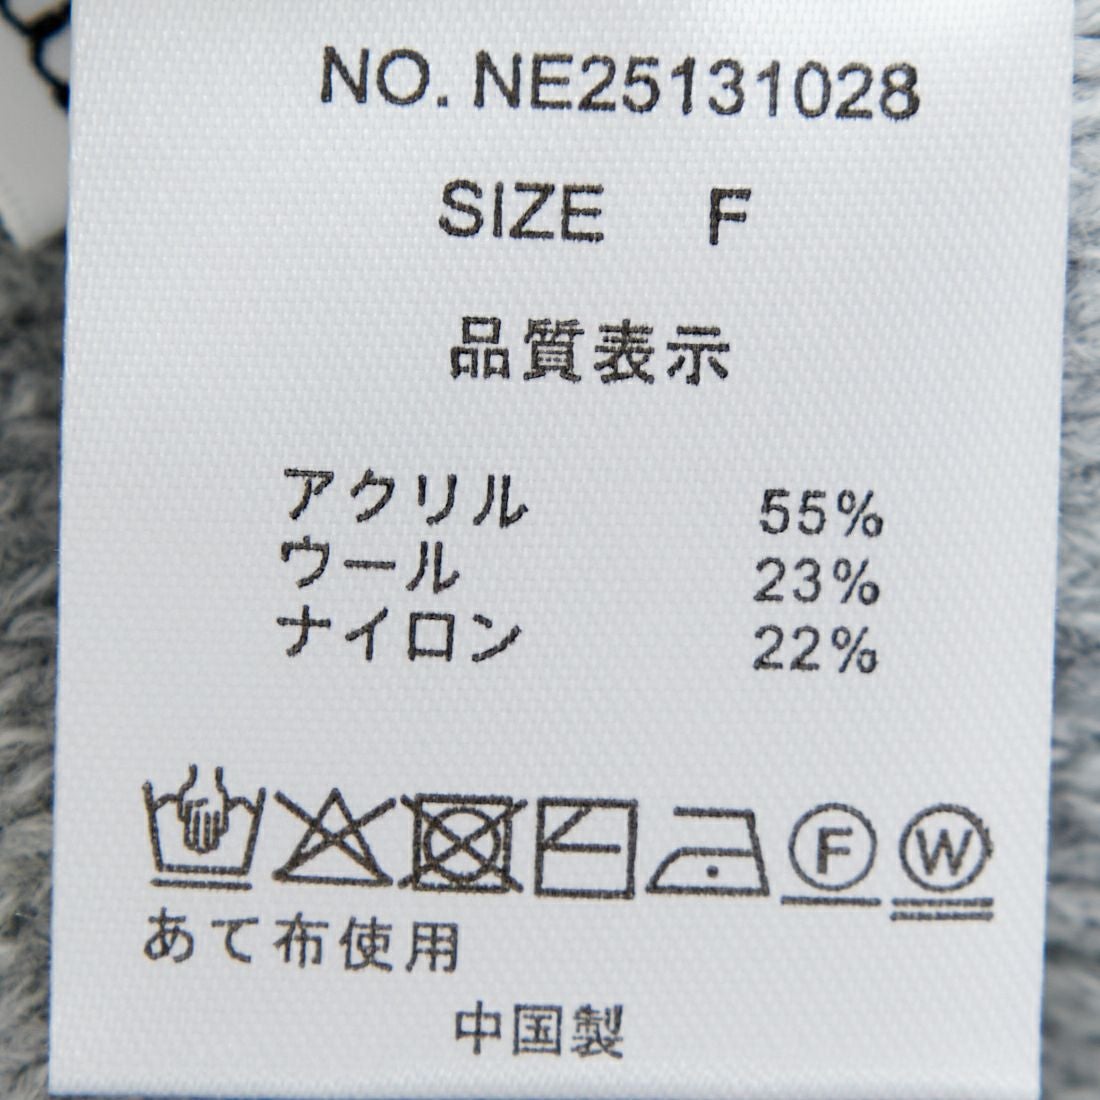 NO. NE25131028
SIZE F
品質表示
アクリル 55%
ウール 23%
ナイロン 22%
F W
あて布使用
中国製